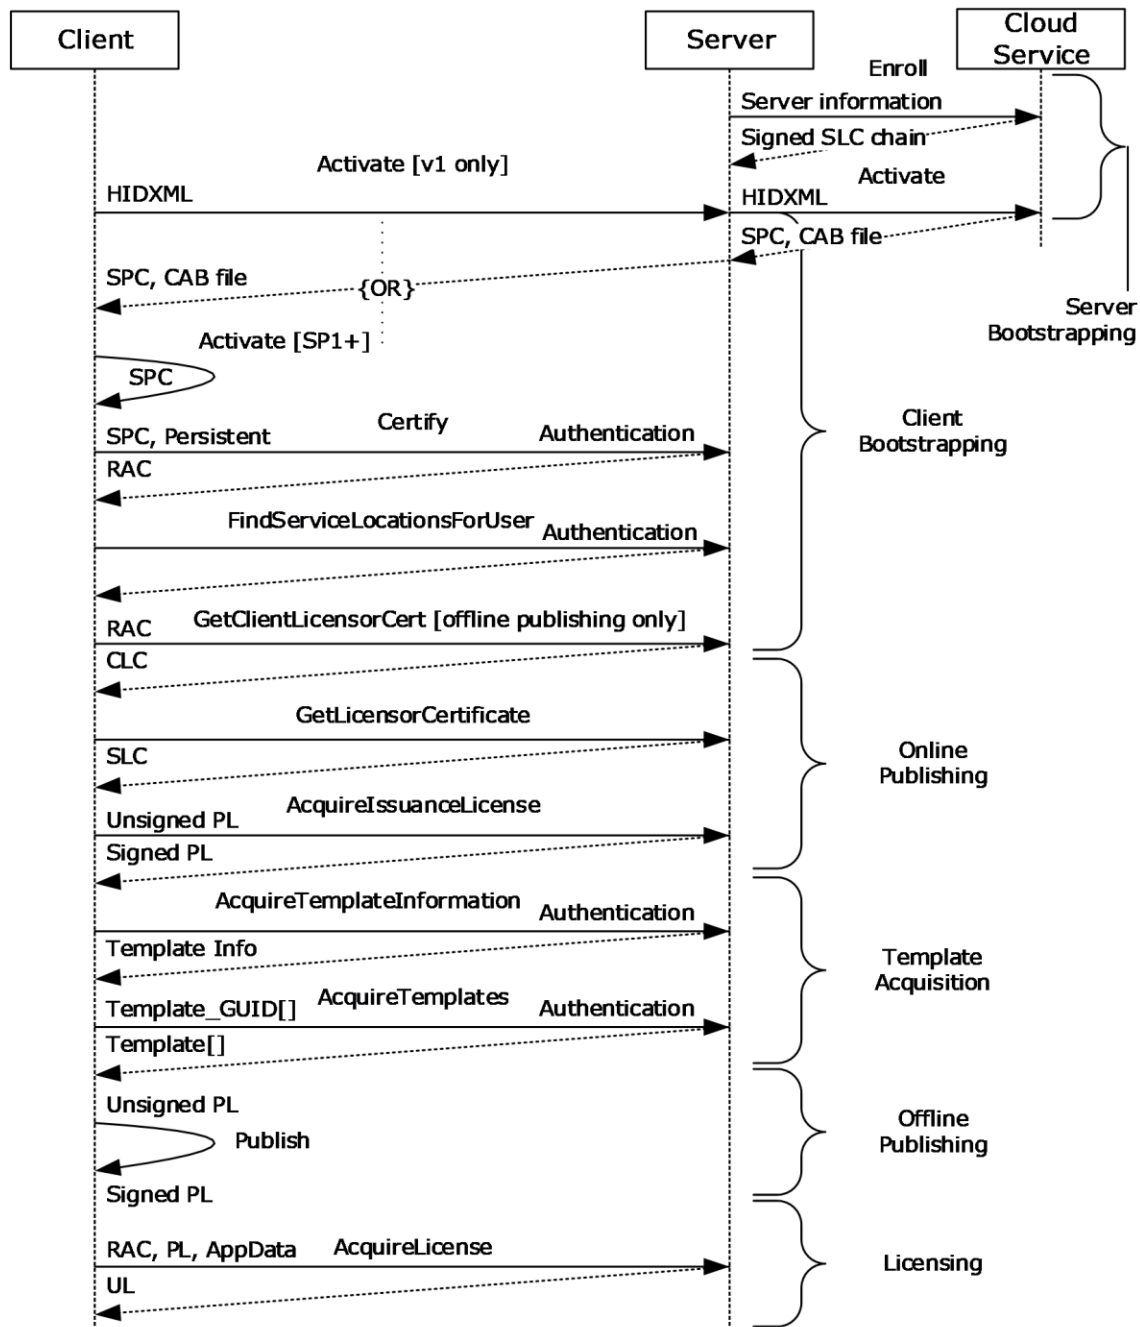 Client
Server
Cloud
Service
Enroll
Server information
Signed SLC chain
Activate [v1 only]
Activate
HIDXML
HIDXML
SPC, CAB file
SPC, CAB file
{OR}
Server
Bootstrapping
Activate [SP1+]
SPC
Certify
SPC, Persistent
Authentication
Client
Bootstrapping
RAC
FindServiceLocationsForUser
Authentication
GetClientLicensorCert [offline publishing only]
RAC
CLC
GetLicensorCertificate
SLC
Online
Publishing
AcquireIssuanceLicense
Unsigned PL
Signed PL
AcquireTemplateInformation
Authentication
Template Info
Template
Acquisition
AcquireTemplates
Template_GUID[]
Authentication
Template[]
Unsigned PL
Publish
Offline
Publishing
Signed PL
RAC, PL, AppData
AcquireLicense
Licensing
UL